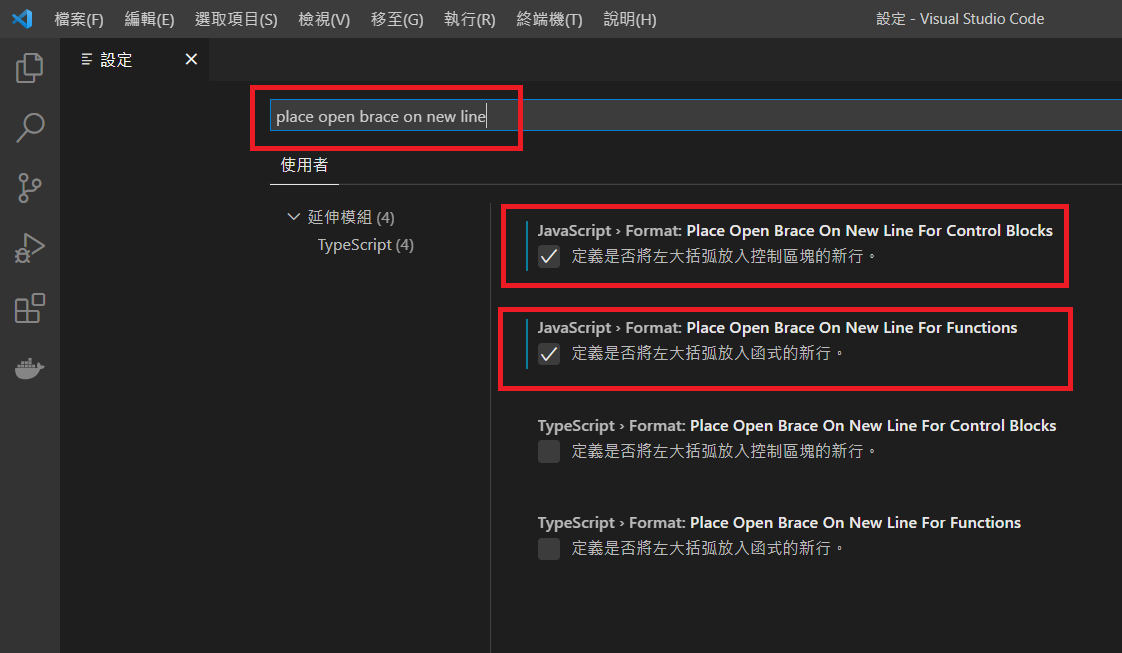 檔案(F) 編輯(E) 選取項目(S) 檢視(V) 移至(G) 執行(R) 終端機(T) 說明(H) 設定 - Visual Studio Code
設定
place open brace on new line
使用者
延伸模組 (4)
TypeScript (4)
JavaScript › Format: Place Open Brace On New Line For Control Blocks
定義是否將左大括弧放入控制區塊的新行。
JavaScript › Format: Place Open Brace On New Line For Functions
定義是否將左大括弧放入函式的新行。
TypeScript › Format: Place Open Brace On New Line For Control Blocks
定義是否將左大括弧放入控制區塊的新行。
TypeScript › Format: Place Open Brace On New Line For Functions
定義是否將左大括弧放入函式的新行。